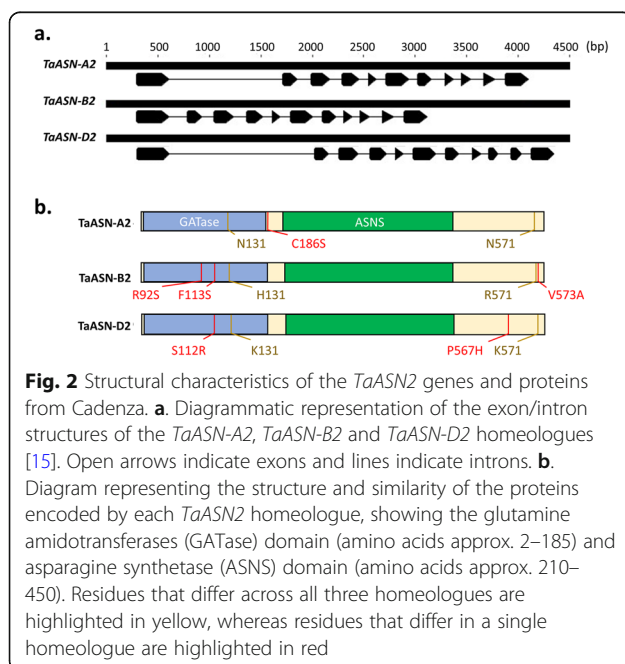 a.
1 500 1000 1500 2000 2500 3000 3500 4000 4500 (bp)
TaASN-A2
TaASN-B2
TaASN-D2
b.
TaASN-A2 GATase ASNS
N131 C186S N571
TaASN-B2
R92S F113S H131 R571 V573A
TaASN-D2
S112R K131 P567H K571
Fig. 2 Structural characteristics of the TaASN2 genes and proteins
from Cadenza. a. Diagrammatic representation of the exon/intron
structures of the TaASN-A2, TaASN-B2 and TaASN-D2 homeologues
[15]. Open arrows indicate exons and lines indicate introns. b.
Diagram representing the structure and similarity of the proteins
encoded by each TaASN2 homeologue, showing the glutamine
amidotransferases (GATase) domain (amino acids approx. 2–185) and
asparagine synthetase (ASNS) domain (amino acids approx. 210–
450). Residues that differ across all three homeologues are
highlighted in yellow, whereas residues that differ in a single
homeologue are highlighted in red